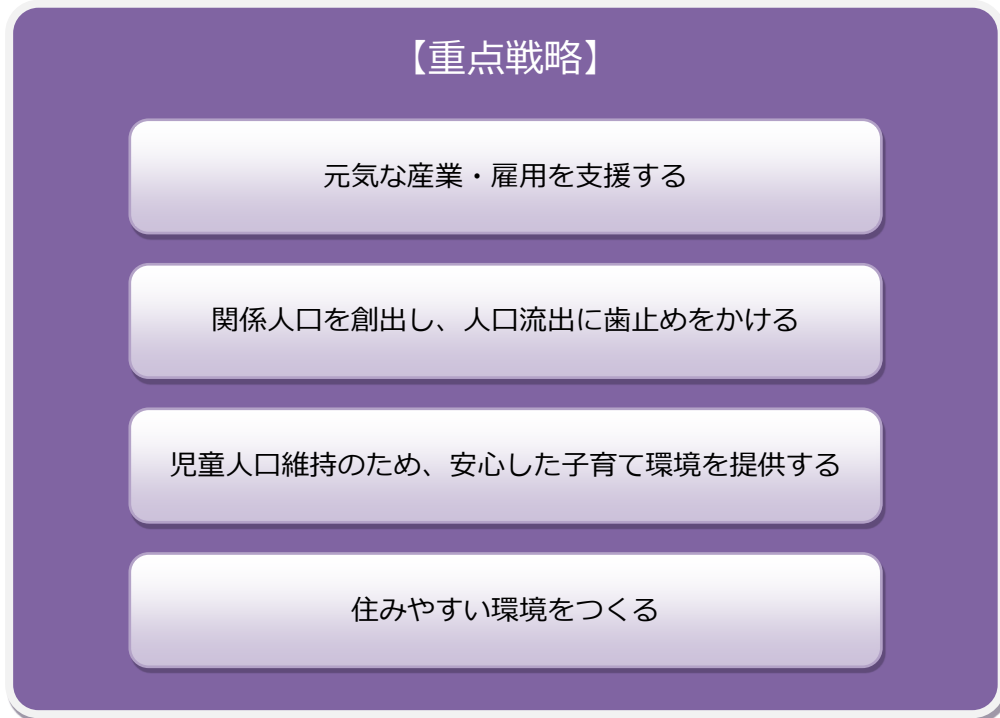 【重点戦略】
元気な産業・雇用を支援する
関係人口を創出し、人口流出に歯止めをかける
児童人口維持のため、安心した子育て環境を提供する
住みやすい環境をつくる